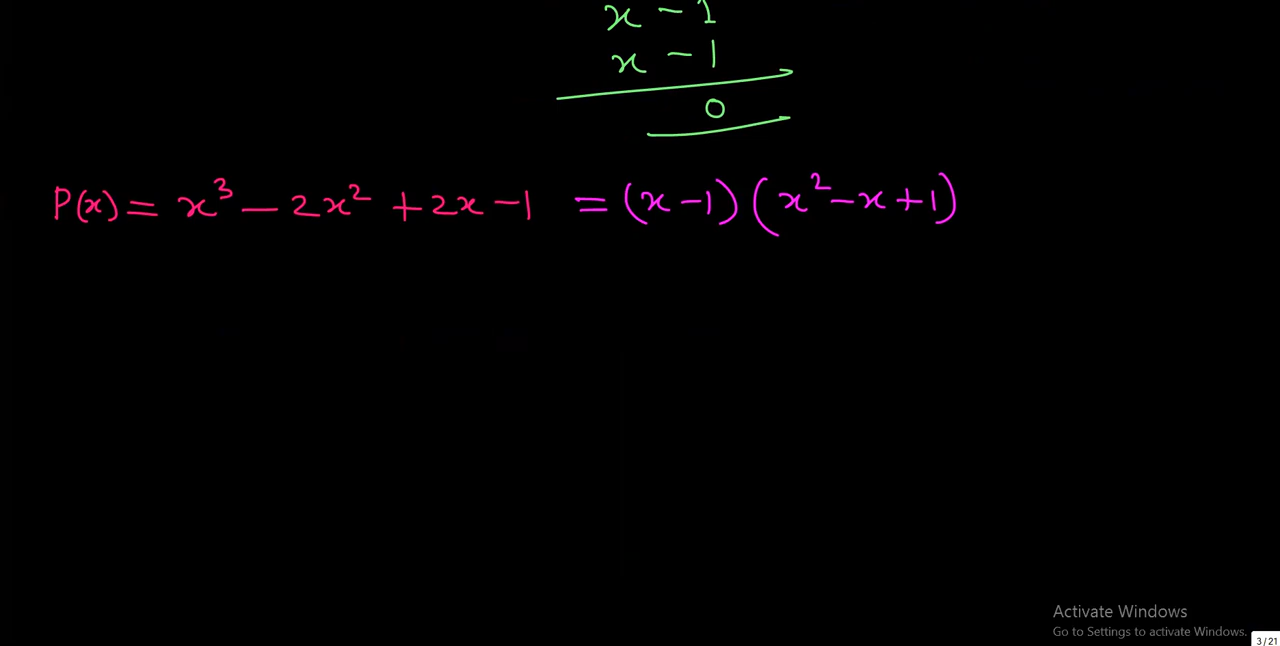 x - 1
x - 1
0
P(x) = x³ - 2x² + 2x - 1 = (x - 1) (x² - x + 1)
Activate Windows
Go to Settings to activate Windows.
3 / 21